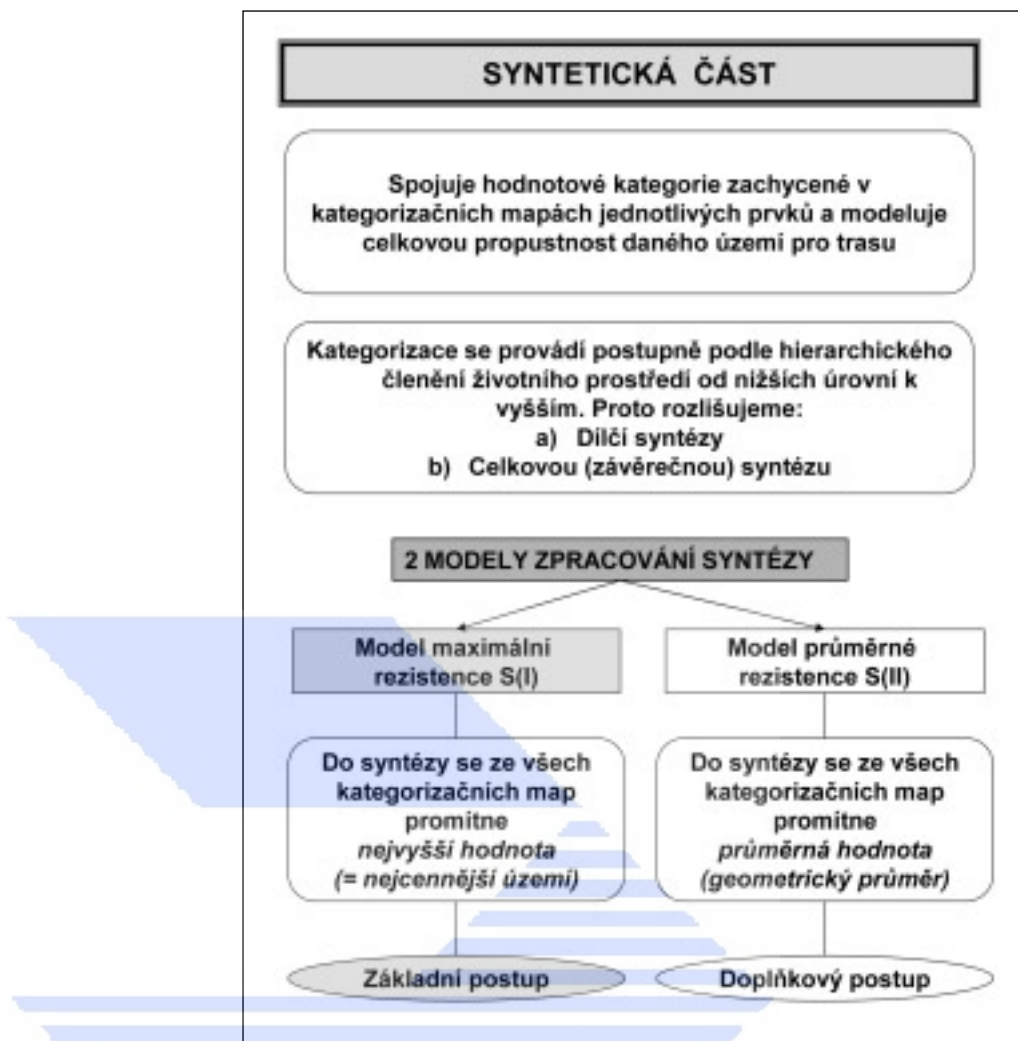 SYNTETICKÁ ČÁST
Spojuje hodnotové kategorie zachycené v
kategorizačních mapách jednotlivých prvků a modeluje
celkovou propustnost daného území pro trasu
Kategorizace se provádí postupně podle hierarchického
členění životního prostředí od nižších úrovní k
vyšším. Proto rozlišujeme:
a) Dílčí syntézy
b) Celkovou (závěrečnou) syntézu
2 MODELY ZPRACOVÁNÍ SYNTÉZY
Model maximální
rezistence S(I)
Model průměrné
rezistence S(II)
Do syntézy se ze všech
kategorizačních map
promítne
nejvyšší hodnota
(= nejcennější území)
Do syntézy se ze všech
kategorizačních map
promítne
průměrná hodnota
(geometrický průměr)
Základní postup
Doplňkový postup